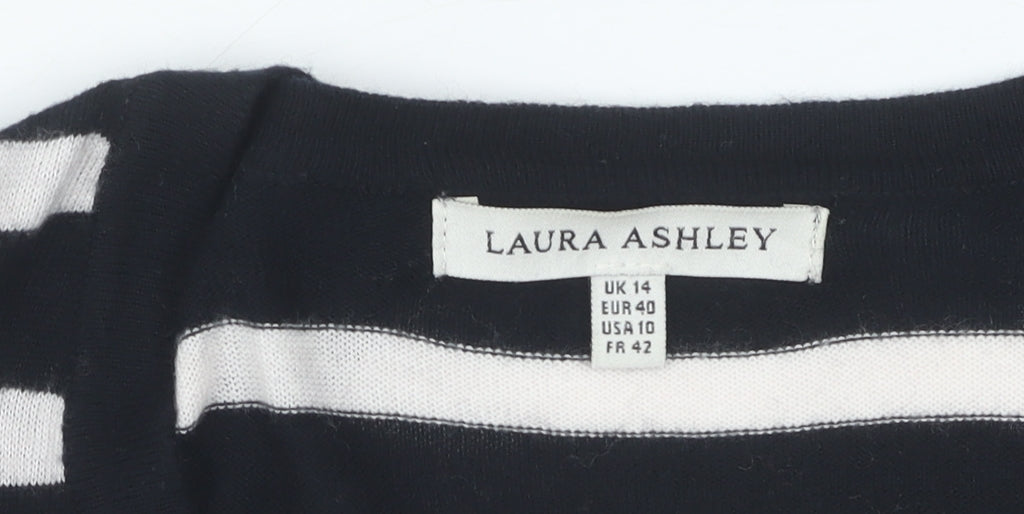 LAURA ASHLEY
UK 14
EUR 40
USA 10
FR 42